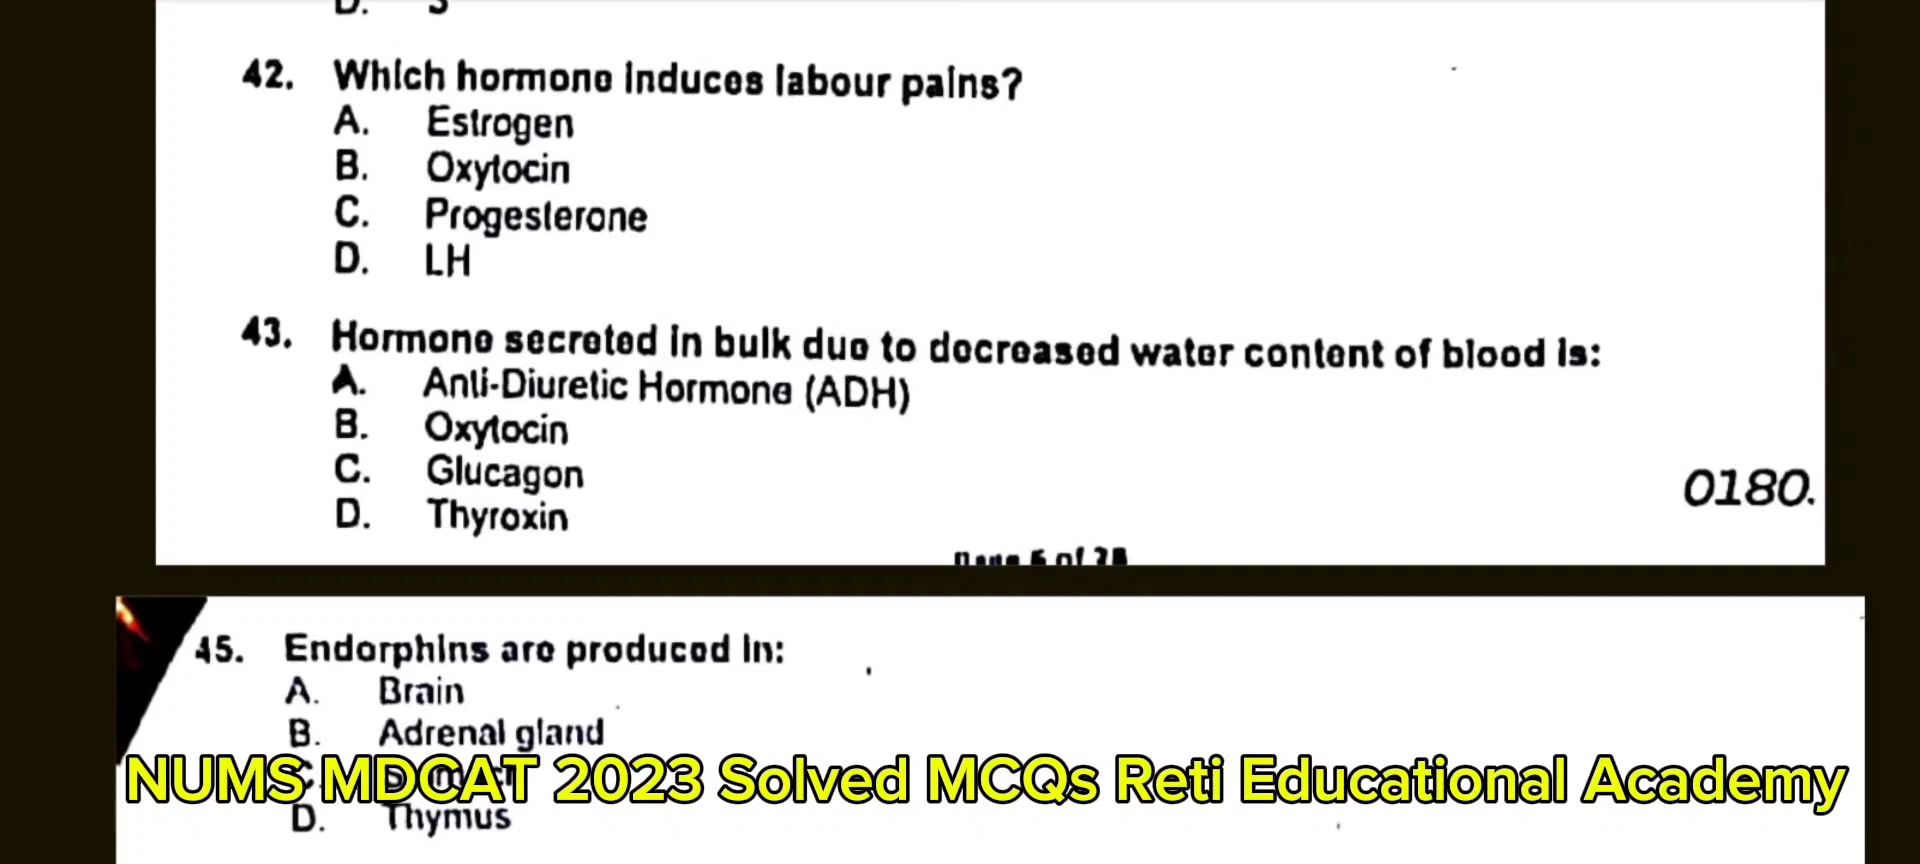 42. Which hormone induces labour pains?
A. Estrogen
B. Oxytocin
C. Progesterone
D. LH
43. Hormone secreted in bulk due to decreased water content of blood is:
A. Anti-Diuretic Hormone (ADH)
B. Oxytocin
C. Glucagon
D. Thyroxin
0180.
45. Endorphins are produced in:
A. Brain
B. Adrenal gland
NUMS MDCAT 2023 Solved MCQs Reti Educational Academy
D. Thymus